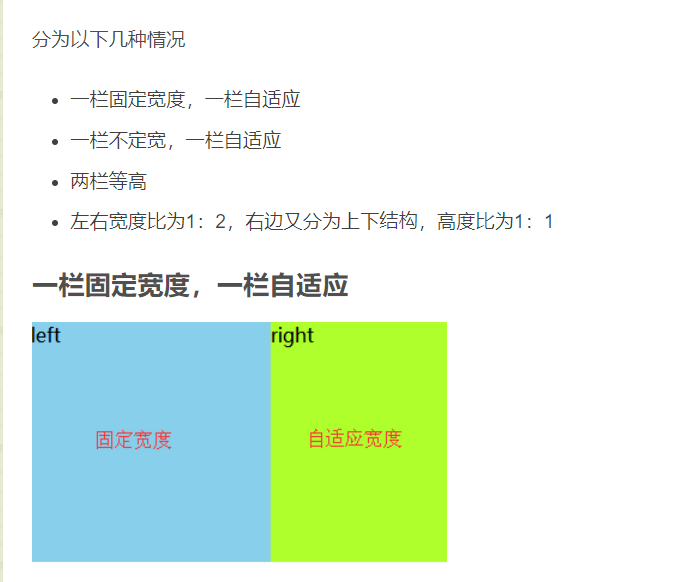 分为以下几种情况
一栏固定宽度，一栏自适应
一栏不定宽，一栏自适应
两栏等高
左右宽度比为1：2，右边又分为上下结构，高度比为1：1
一栏固定宽度，一栏自适应
left right
固定宽度 自适应宽度